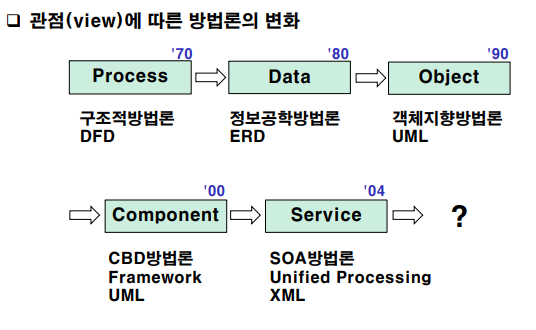 ❑ 관점(view)에 따른 방법론의 변화
'70 '80 '90
Process Data Object
구조적방법론 정보공학방법론 객체지향방법론
DFD ERD UML
'00 '04
Component Service ?
CBD방법론 SOA방법론
Framework Unified Processing
UML XML